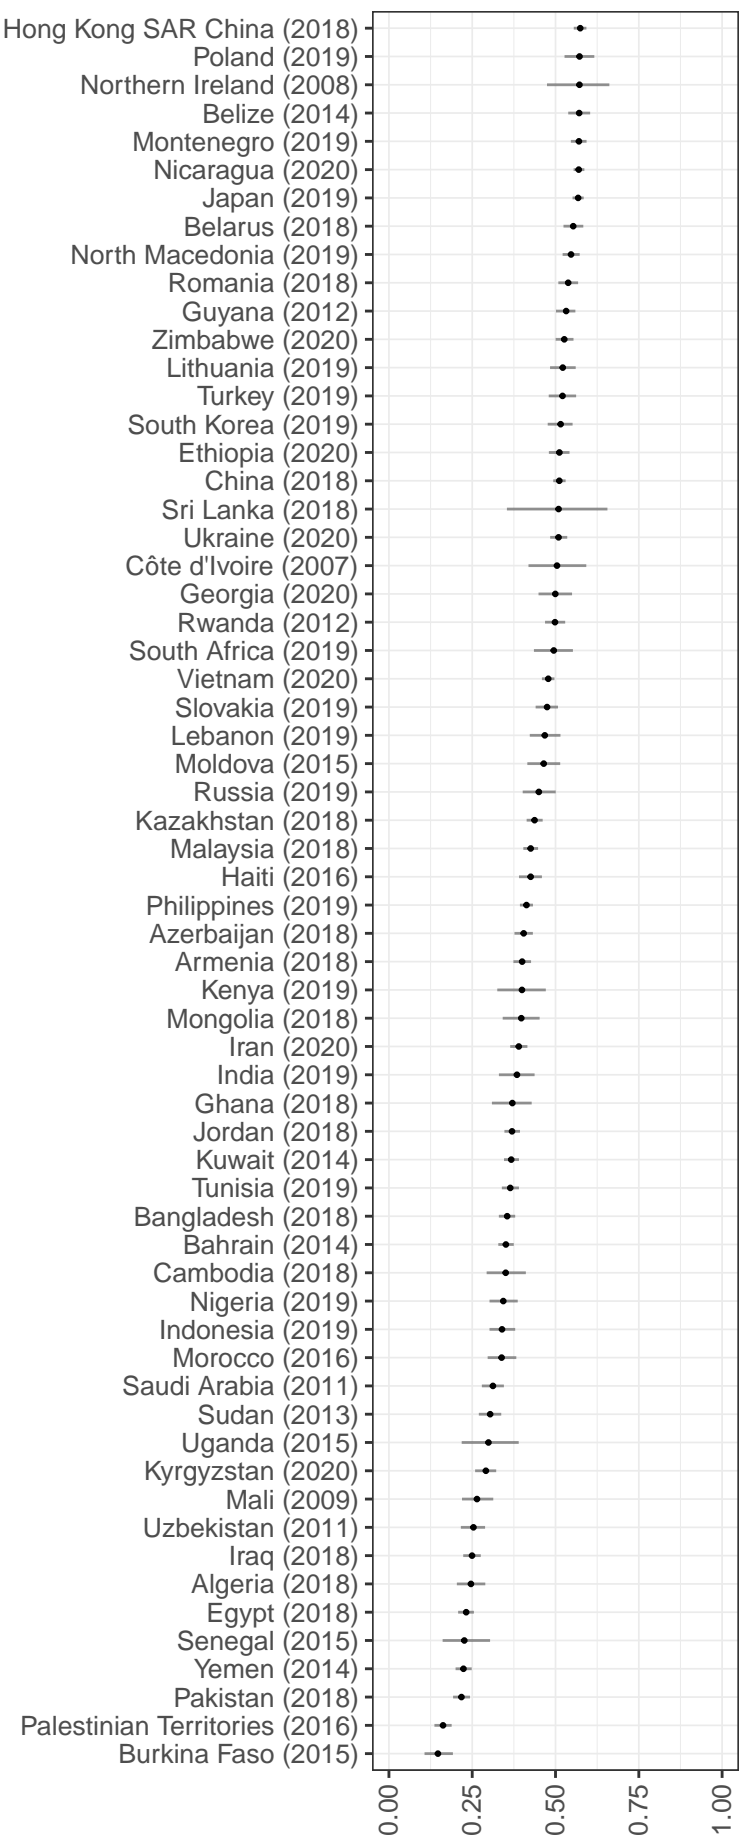 Hong Kong SAR China (2018)
Poland (2019)
Northern Ireland (2008)
Belize (2014)
Montenegro (2019)
Nicaragua (2020)
Japan (2019)
Belarus (2018)
North Macedonia (2019)
Romania (2018)
Guyana (2012)
Zimbabwe (2020)
Lithuania (2019)
Turkey (2019)
South Korea (2019)
Ethiopia (2020)
China (2018)
Sri Lanka (2018)
Ukraine (2020)
Côte d'Ivoire (2007)
Georgia (2020)
Rwanda (2012)
South Africa (2019)
Vietnam (2020)
Slovakia (2019)
Lebanon (2019)
Moldova (2015)
Russia (2019)
Kazakhstan (2018)
Malaysia (2018)
Haiti (2016)
Philippines (2019)
Azerbaijan (2018)
Armenia (2018)
Kenya (2019)
Mongolia (2018)
Iran (2020)
India (2019)
Ghana (2018)
Jordan (2018)
Kuwait (2014)
Tunisia (2019)
Bangladesh (2018)
Bahrain (2014)
Cambodia (2018)
Nigeria (2019)
Indonesia (2019)
Morocco (2016)
Saudi Arabia (2011)
Sudan (2013)
Uganda (2015)
Kyrgyzstan (2020)
Mali (2009)
Uzbekistan (2011)
Iraq (2018)
Algeria (2018)
Egypt (2018)
Senegal (2015)
Yemen (2014)
Pakistan (2018)
Palestinian Territories (2016)
Burkina Faso (2015)
0.00
0.25
0.50
0.75
1.00